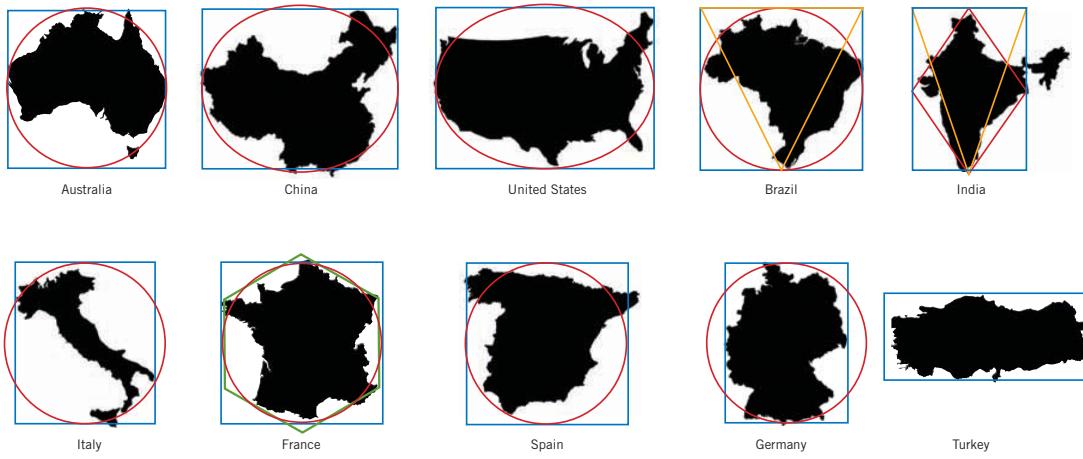 Australia
China
United States
Brazil
India
Italy
France
Spain
Germany
Turkey